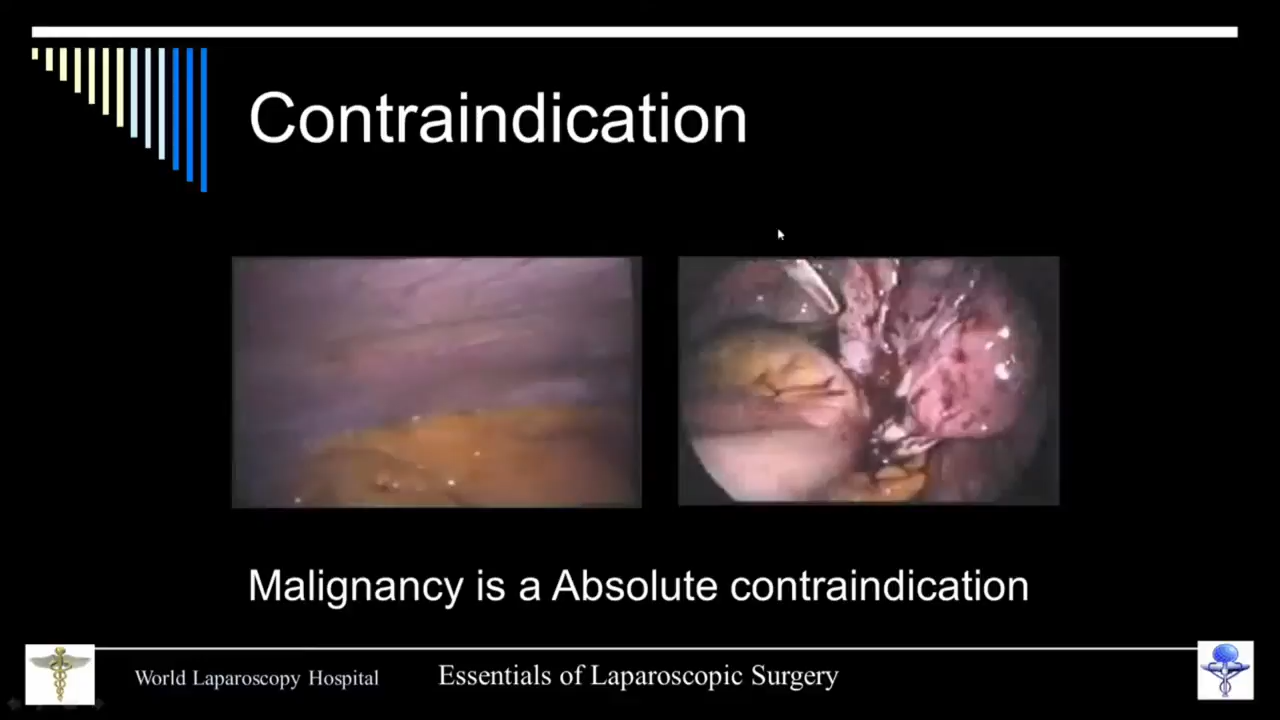 Contraindication
Malignancy is a Absolute contraindication
World Laparoscopy Hospital
Essentials of Laparoscopic Surgery